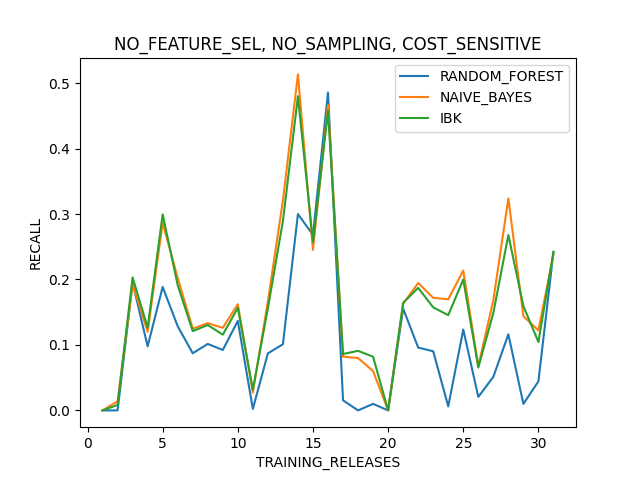 NO_FEATURE_SEL, NO_SAMPLING, COST_SENSITIVE
RANDOM_FOREST
NAIVE_BAYES
IBK
RECALL
0.5
0.4
0.3
0.2
0.1
0.0
0 5 10 15 20 25 30
TRAINING_RELEASES